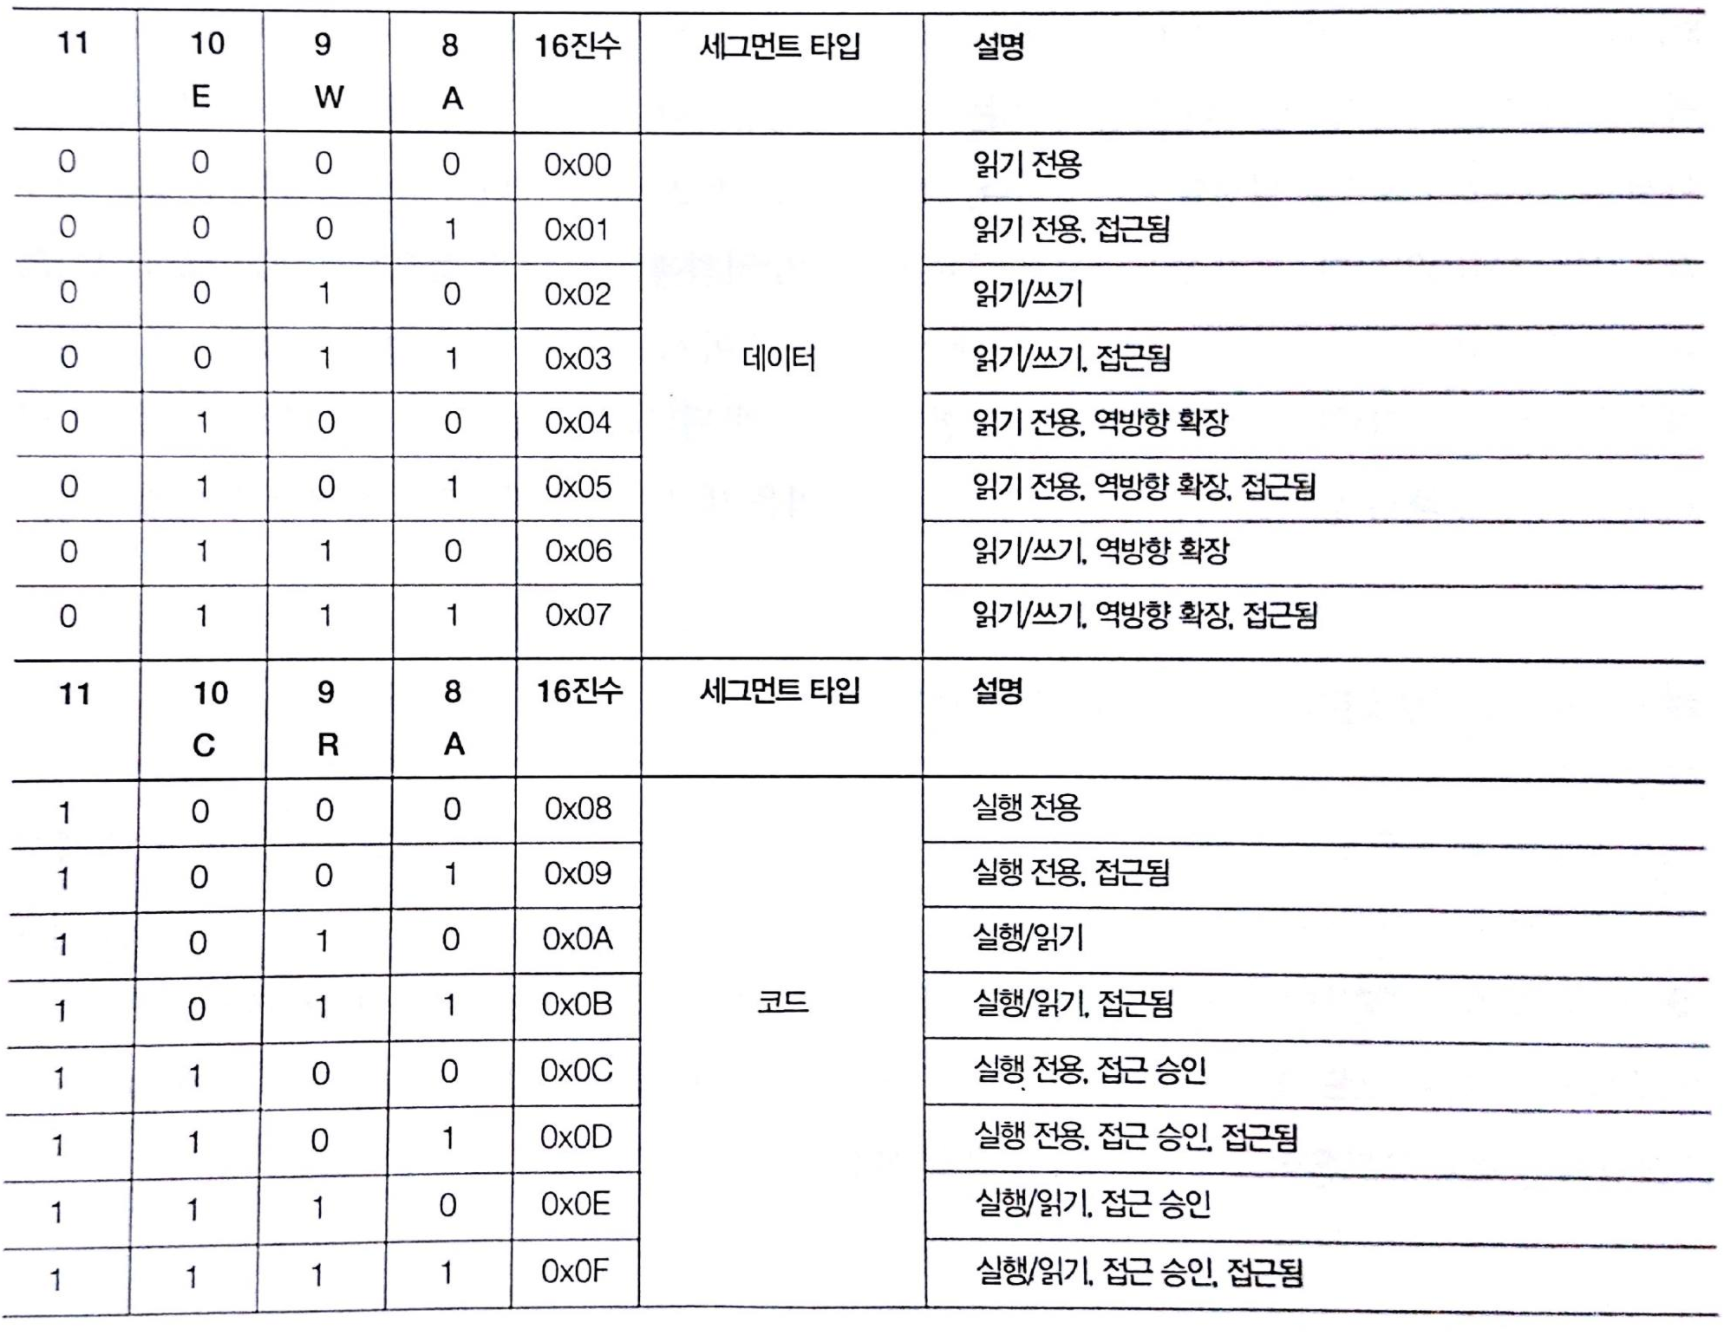 11 10 9 8 16진수 세그먼트 타입 설명
E W A
0 0 0 0 0x00 읽기 전용
0 0 0 1 0x01 읽기 전용, 접근됨
0 0 1 0 0x02 읽기/쓰기
0 0 1 1 0x03 데이터 읽기/쓰기, 접근됨
0 1 0 0 0x04 읽기 전용, 역방향 확장
0 1 0 1 0x05 읽기 전용, 역방향 확장, 접근됨
0 1 1 0 0x06 읽기/쓰기, 역방향 확장
0 1 1 1 0x07 읽기/쓰기, 역방향 확장, 접근됨
11 10 9 8 16진수 세그먼트 타입 설명
C R A
1 0 0 0 0x08 실행 전용
1 0 0 1 0x09 실행 전용, 접근됨
1 0 1 0 0x0A 실행/읽기
1 0 1 1 0x0B 코드 실행/읽기, 접근됨
1 1 0 0 0x0C 실행 전용, 접근 승인
1 1 0 1 0x0D 실행 전용, 접근 승인, 접근됨
1 1 1 0 0x0E 실행/읽기, 접근 승인
1 1 1 1 0x0F 실행/읽기, 접근 승인, 접근됨